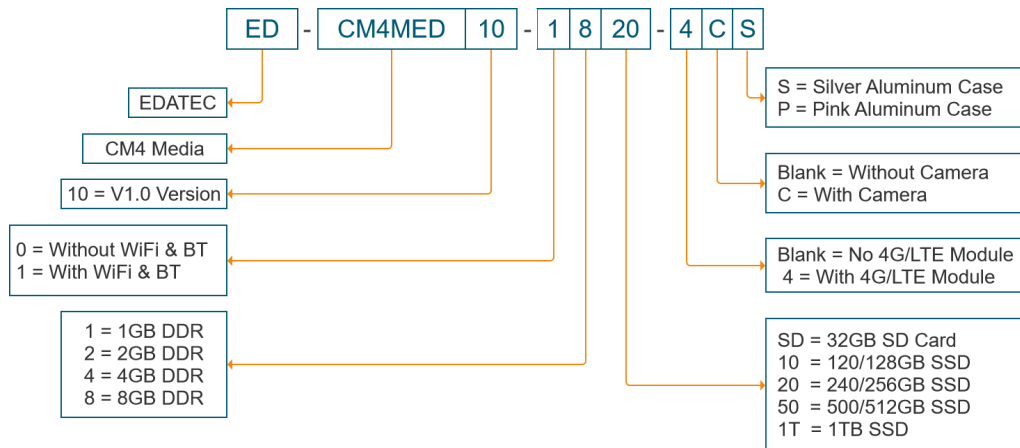 ED - CM4MED 10 - 1 8 20 - 4 C S
EDATEC
CM4 Media
10 = V1.0 Version
0 = Without WiFi & BT
1 = With WiFi & BT
1 = 1GB DDR
2 = 2GB DDR
4 = 4GB DDR
8 = 8GB DDR
S = Silver Aluminum Case
P = Pink Aluminum Case
Blank = Without Camera
C = With Camera
Blank = No 4G/LTE Module
4 = With 4G/LTE Module
SD = 32GB SD Card
10 = 120/128GB SSD
20 = 240/256GB SSD
50 = 500/512GB SSD
1T = 1TB SSD